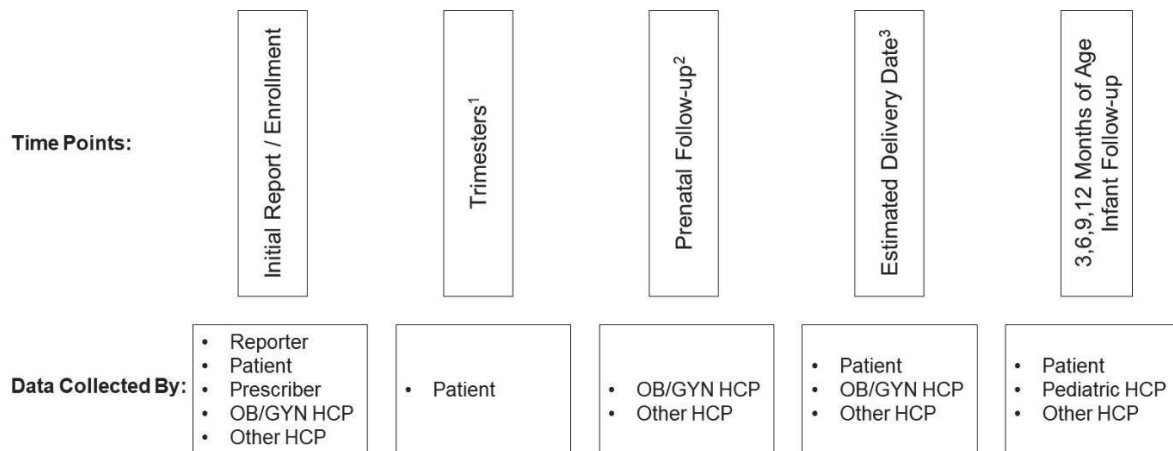 Time Points:
Initial Report / Enrollment
Trimesters¹
Prenatal Follow-up²
Estimated Delivery Date³
3,6,9,12 Months of Age
Infant Follow-up
Data Collected By:
• Reporter
• Patient
• Prescriber
• OB/GYN HCP
• Other HCP
• Patient
• OB/GYN HCP
• Other HCP
• Patient
• OB/GYN HCP
• Other HCP
• Patient
• Pediatric HCP
• Other HCP